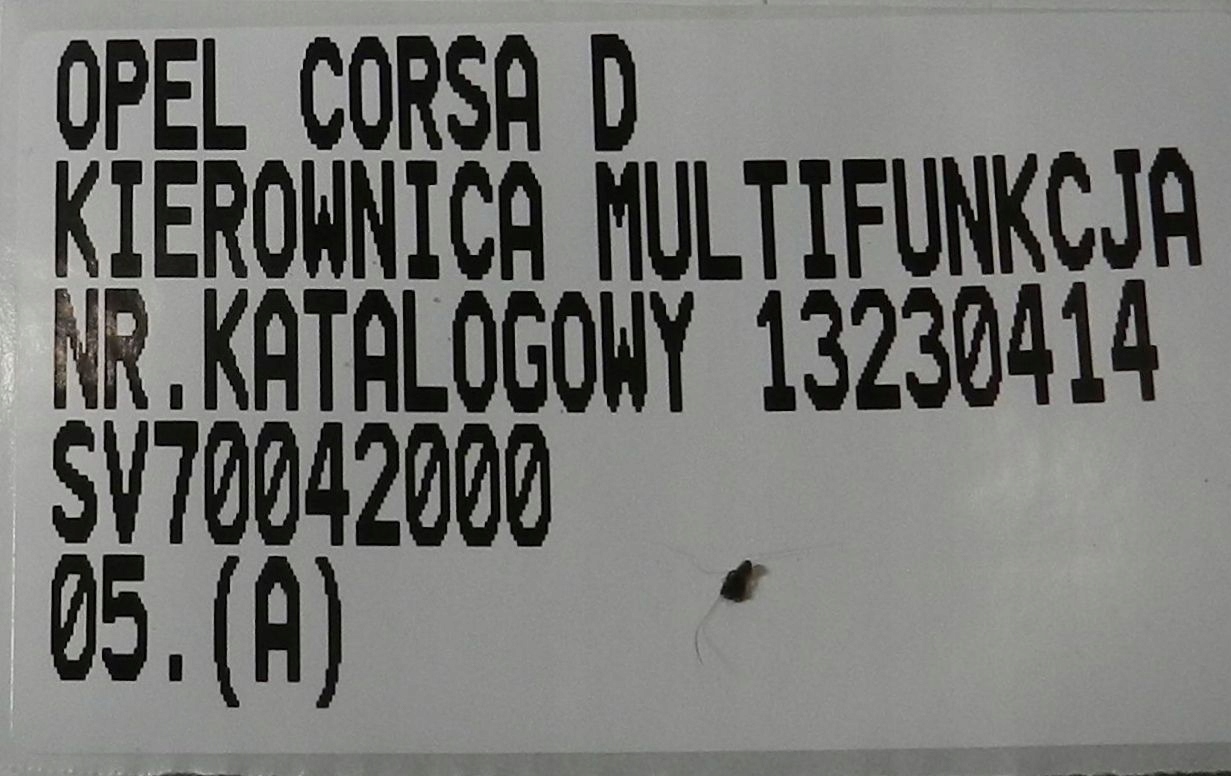 OPEL CORSA D
KIEROWNICA MULTIFUNKCJA
NR.KATALOGOWY 13230414
SV70042000
05.(A)